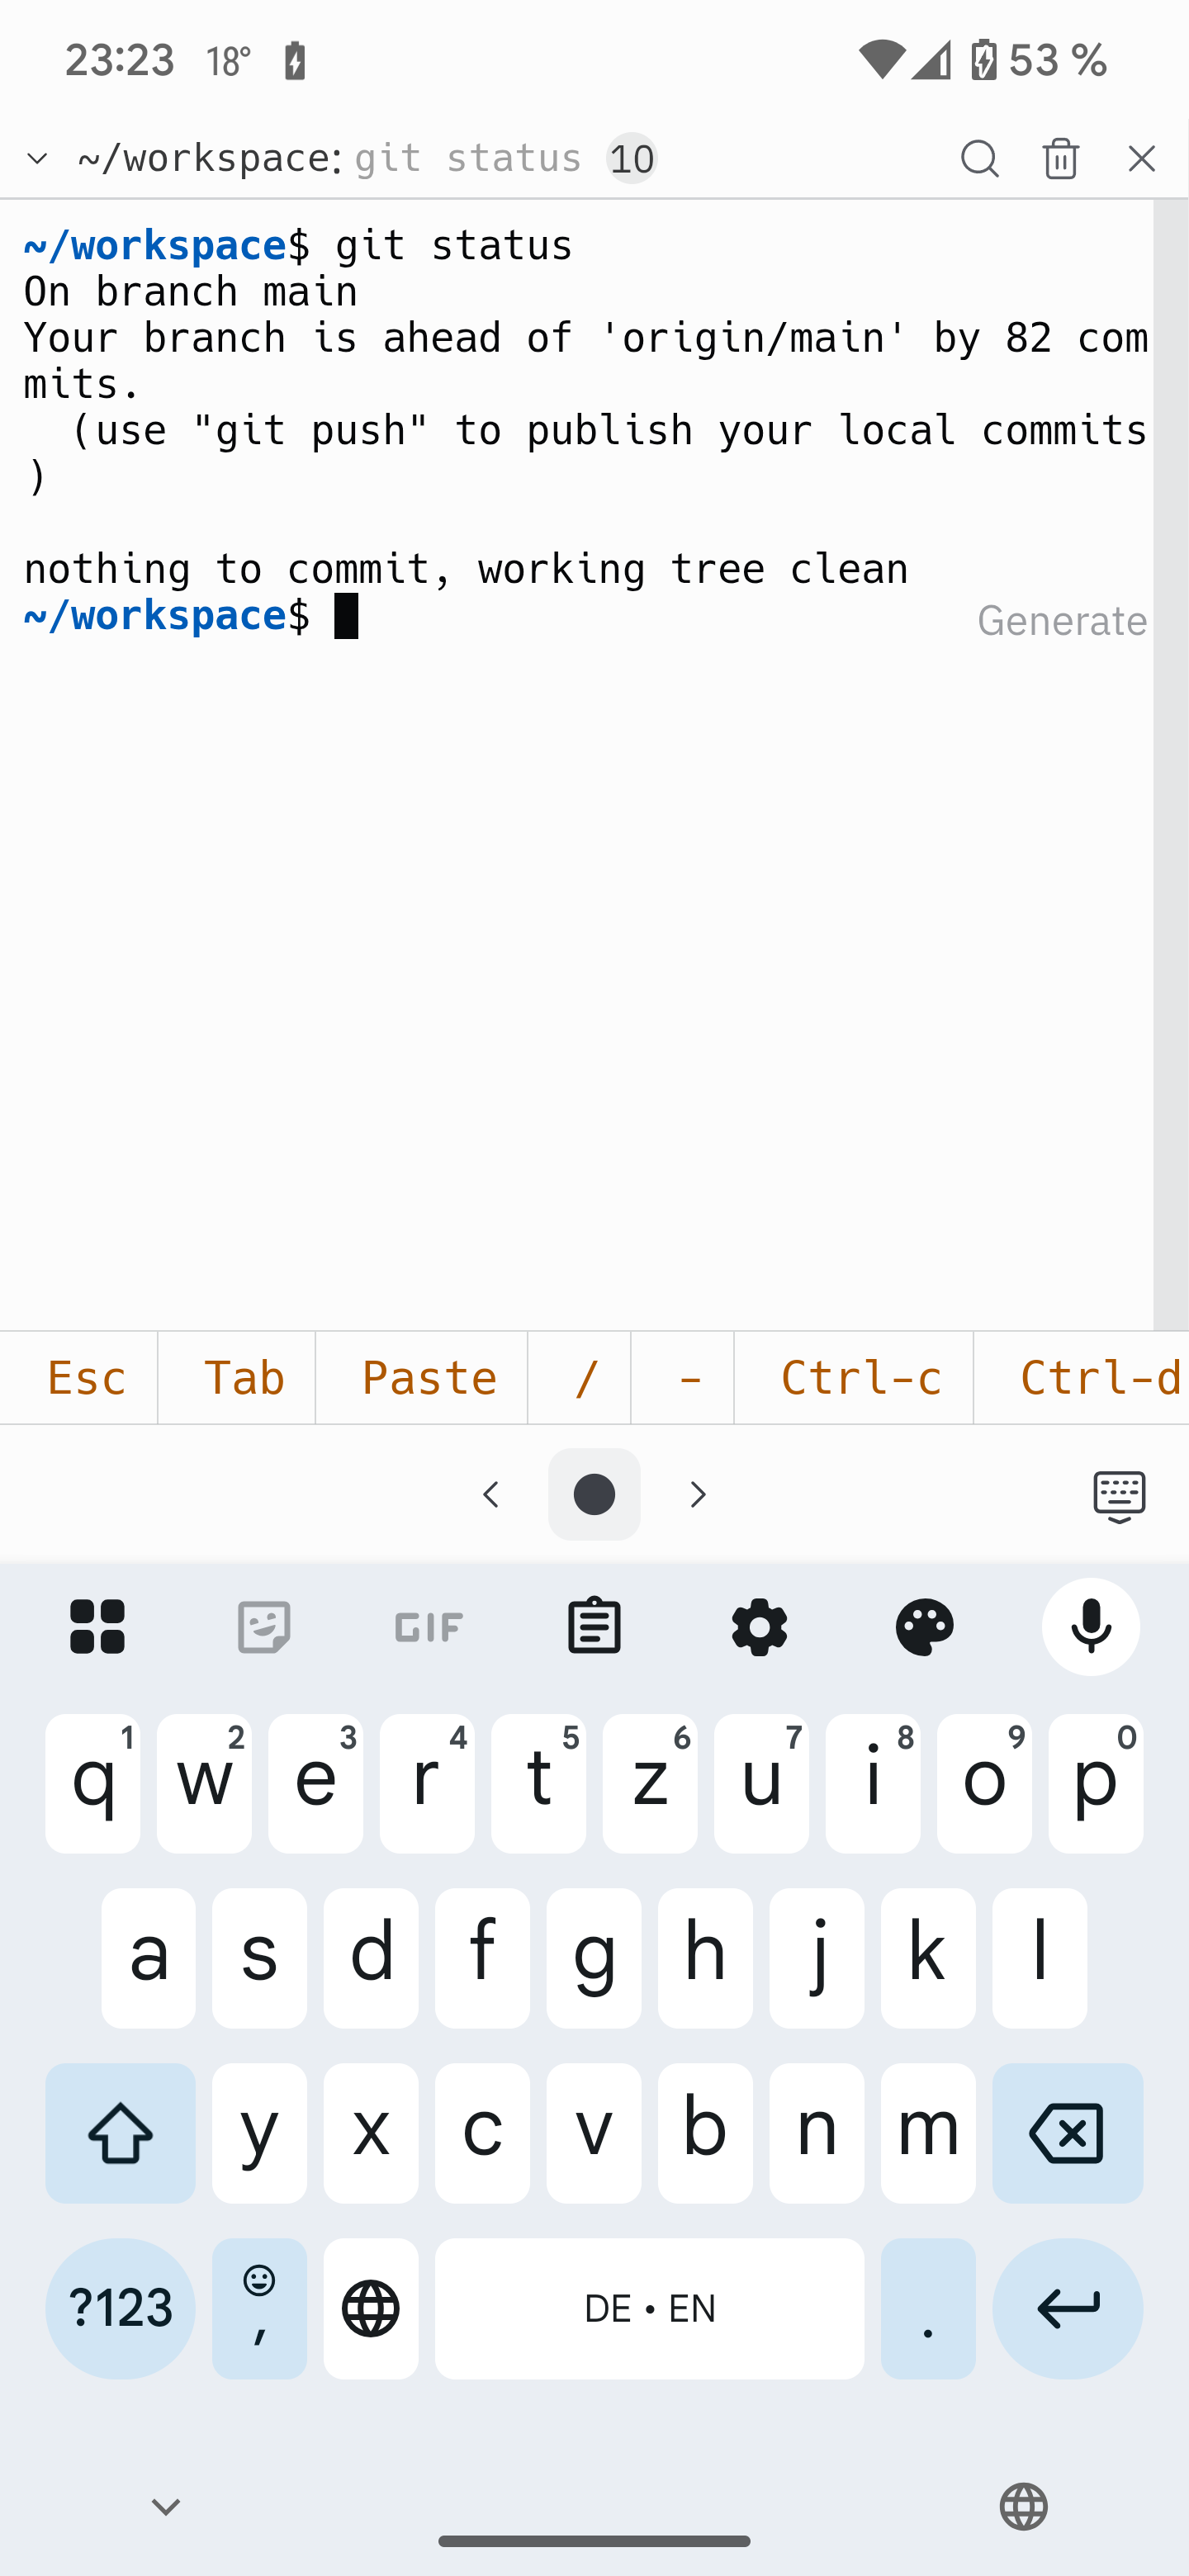 23:23 18° 53 %
~/workspace: git status 10
~/workspace$ git status
On branch main
Your branch is ahead of 'origin/main' by 82 com
mits.
  (use "git push" to publish your local commits
)
nothing to commit, working tree clean
~/workspace$
Generate
Esc Tab Paste / - Ctrl-c Ctrl-d
GIF
1 2 3 4 5 6 7 8 9 0
q w e r t z u i o p
a s d f g h j k l
y x c v b n m
?123 , DE • EN .